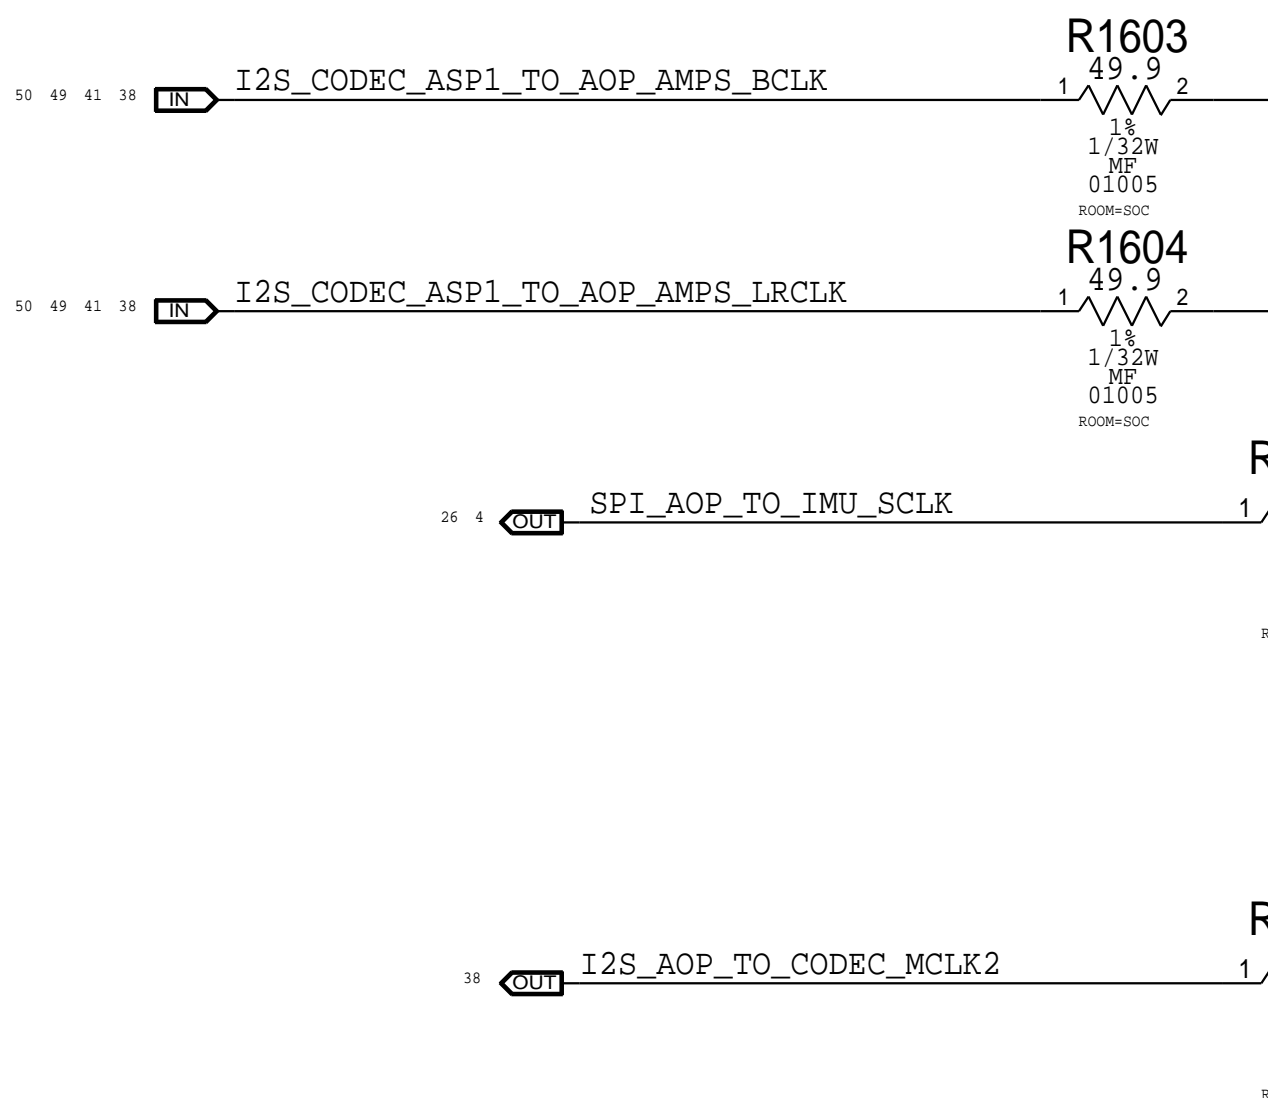 R1603
I2S_CODEC_ASP1_TO_AOP_AMPS_BCLK
49.9
50 49 41 38 IN
1 2
1%
1/32W
MF
01005
ROOM=SOC
R1604
I2S_CODEC_ASP1_TO_AOP_AMPS_LRCLK
49.9
50 49 41 38 IN
1 2
1%
1/32W
MF
01005
ROOM=SOC
R
SPI_AOP_TO_IMU_SCLK
26 4 OUT
1
R
R
I2S_AOP_TO_CODEC_MCLK2
38 OUT
1
R